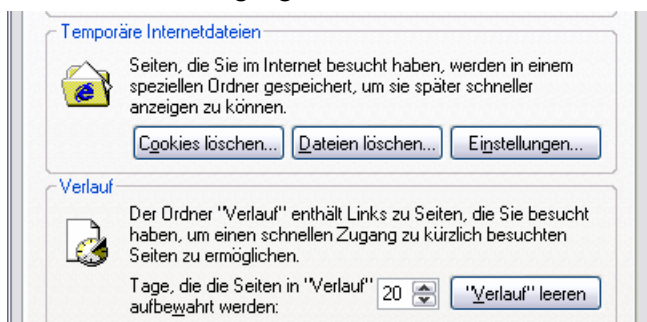 Temporäre Internetdateien
Seiten, die Sie im Internet besucht haben, werden in einem
speziellen Ordner gespeichert, um sie später schneller
anzeigen zu können.
Cookies löschen... Dateien löschen... Einstellungen...
Verlauf
Der Ordner "Verlauf" enthält Links zu Seiten, die Sie besucht
haben, um einen schnellen Zugang zu kürzlich besuchten
Seiten zu ermöglichen.
Tage, die die Seiten in "Verlauf" 20 "Verlauf" leeren
aufbewahrt werden: